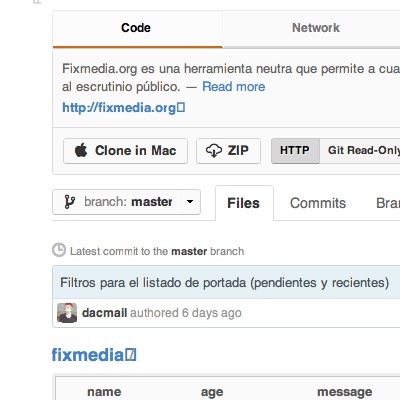 Code
Network
Fixmedia.org es una herramienta neutra que permite a cua
al escrutinio público. — Read more
http://fixmedia.org
Clone in Mac
ZIP
HTTP
Git Read-Only
branch: master
Files
Commits
Bra
Latest commit to the master branch
Filtros para el listado de portada (pendientes y recientes)
dacmail authored 6 days ago
fixmedia
name
age
message